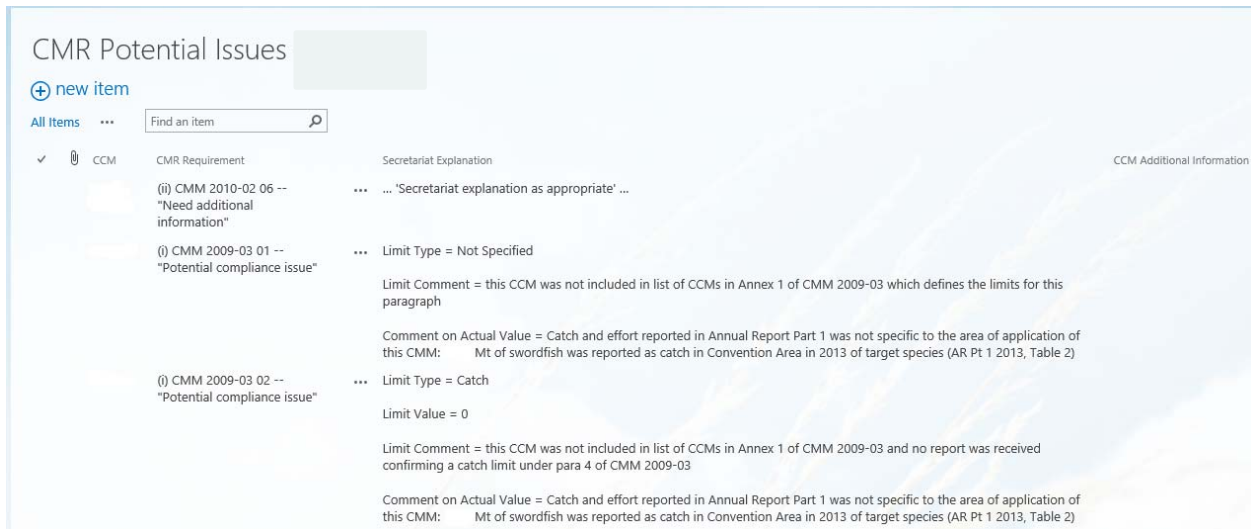 CMR Potential Issues
new item
All Items ... Find an item
CCM CMR Requirement Secretariat Explanation CCM Additional Information
(ii) CMM 2010-02 06 -- ... ... 'Secretariat explanation as appropriate' ...
"Need additional
information"
(i) CMM 2009-03 01 -- ... Limit Type = Not Specified
"Potential compliance issue"
Limit Comment = this CCM was not included in list of CCMs in Annex 1 of CMM 2009-03 which defines the limits for this
paragraph
Comment on Actual Value = Catch and effort reported in Annual Report Part 1 was not specific to the area of application of
this CMM: Mt of swordfish was reported as catch in Convention Area in 2013 of target species (AR Pt 1 2013, Table 2)
(i) CMM 2009-03 02 -- ... Limit Type = Catch
"Potential compliance issue"
Limit Value = 0
Limit Comment = this CCM was not included in list of CCMs in Annex 1 of CMM 2009-03 and no report was received
confirming a catch limit under para 4 of CMM 2009-03
Comment on Actual Value = Catch and effort reported in Annual Report Part 1 was not specific to the area of application of
this CMM: Mt of swordfish was reported as catch in Convention Area in 2013 of target species (AR Pt 1 2013, Table 2)